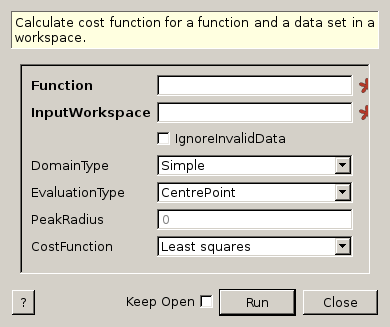 Calculate cost function for a function and a data set in a
workspace.
Function
InputWorkspace
IgnoreInvalidData
DomainType Simple
EvaluationType CentrePoint
PeakRadius 0
CostFunction Least squares
? Keep Open Run Close